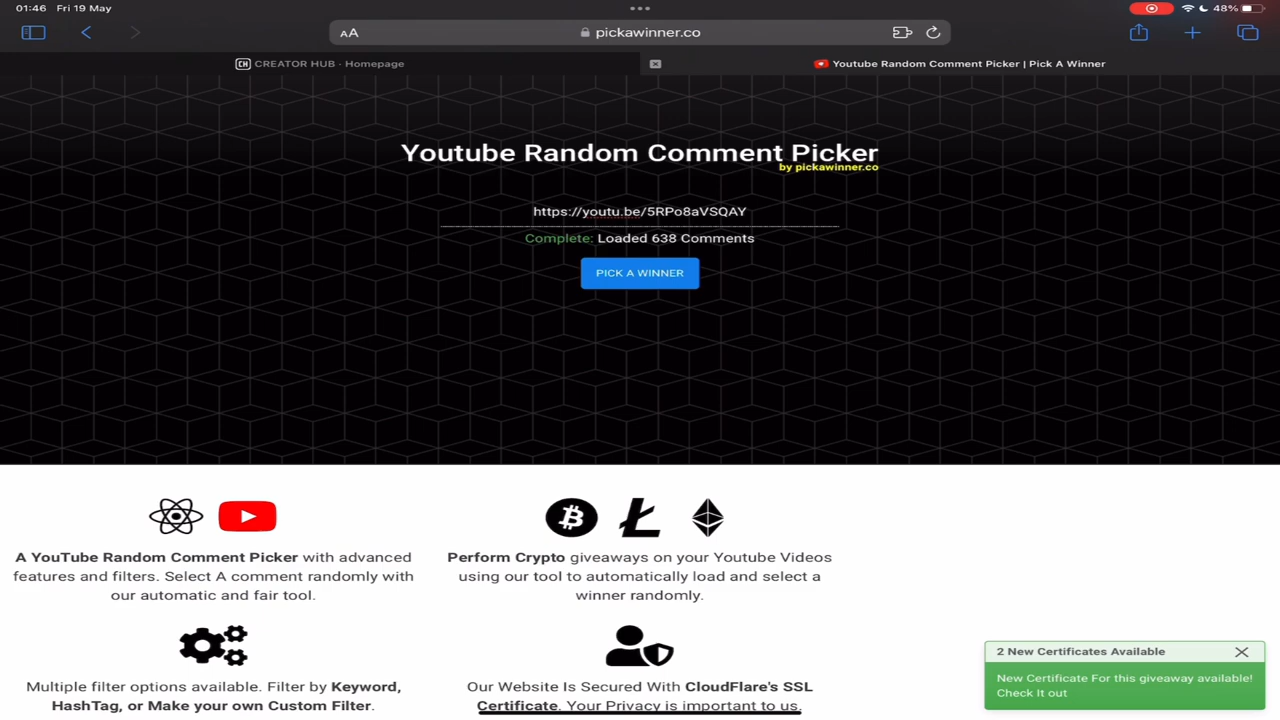 01:46 Fri 19 May
48%
AA
pickawinner.co
CH CREATOR HUB - Homepage
Youtube Random Comment Picker | Pick A Winner
Youtube Random Comment Picker
by pickawinner.co
https://youtu.be/5RPo8aVSQAY
Complete: Loaded 638 Comments
PICK A WINNER
A YouTube Random Comment Picker with advanced
features and filters. Select A comment randomly with
our automatic and fair tool.
Perform Crypto giveaways on your Youtube Videos
using our tool to automatically load and select a
winner randomly.
Multiple filter options available. Filter by Keyword,
HashTag, or Make your own Custom Filter.
Our Website Is Secured With CloudFlare's SSL
Certificate. Your Privacy is important to us.
2 New Certificates Available
New Certificate For this giveaway available!
Check It out